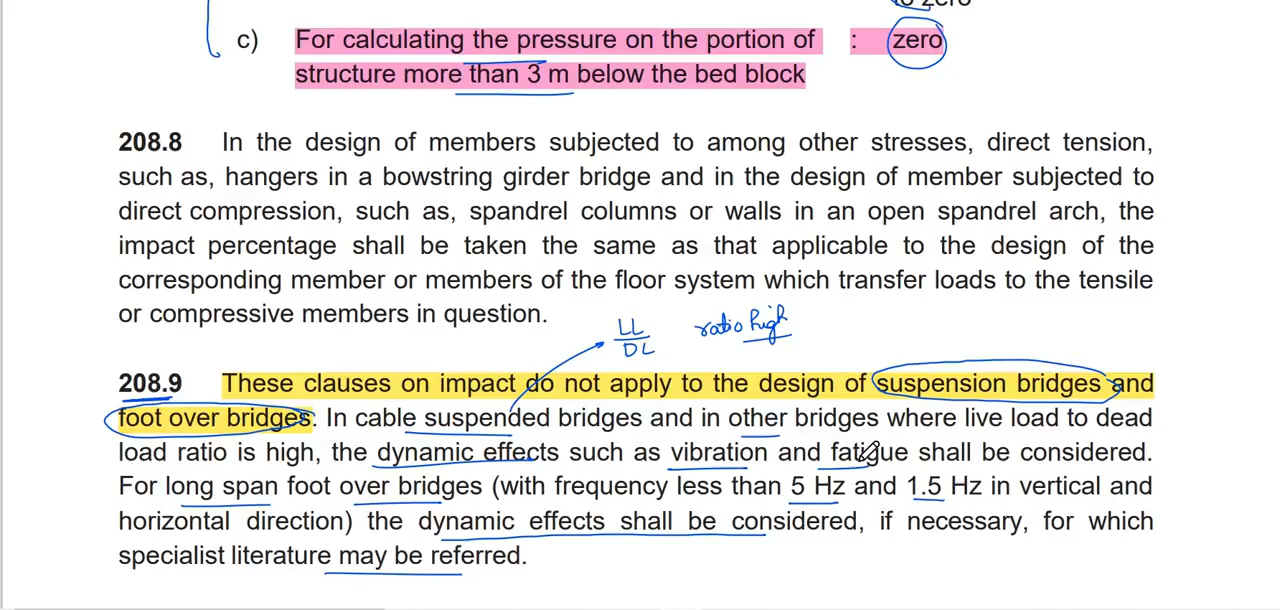 to zero
c) For calculating the pressure on the portion of : zero
structure more than 3 m below the bed block
208.8 In the design of members subjected to among other stresses, direct tension,
such as, hangers in a bowstring girder bridge and in the design of member subjected to
direct compression, such as, spandrel columns or walls in an open spandrel arch, the
impact percentage shall be taken the same as that applicable to the design of the
corresponding member or members of the floor system which transfer loads to the tensile
or compressive members in question.
LL ratio high
DL
208.9 These clauses on impact do not apply to the design of suspension bridges and
foot over bridges. In cable suspended bridges and in other bridges where live load to dead
load ratio is high, the dynamic effects such as vibration and fatigue shall be considered.
For long span foot over bridges (with frequency less than 5 Hz and 1.5 Hz in vertical and
horizontal direction) the dynamic effects shall be considered, if necessary, for which
specialist literature may be referred.